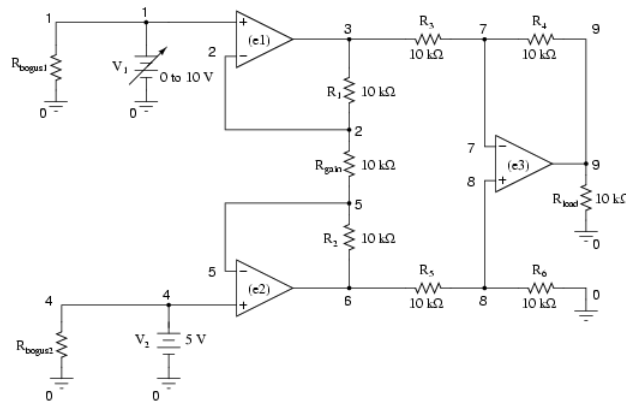 1 1 3 R3 7 R4 9
+ (e1) 10 kΩ 10 kΩ
Rbogus1 V1 2 −
0 to 10 V R1 10 kΩ
0 0 2
7 − 9
Rgain 10 kΩ (e3)
8 + Rload 10 kΩ
5
0
R2 10 kΩ
5 − R5 R6 0
4 4 (e2)
+ 6 10 kΩ 8 10 kΩ
Rbogus2 V2 5 V 0
0 0